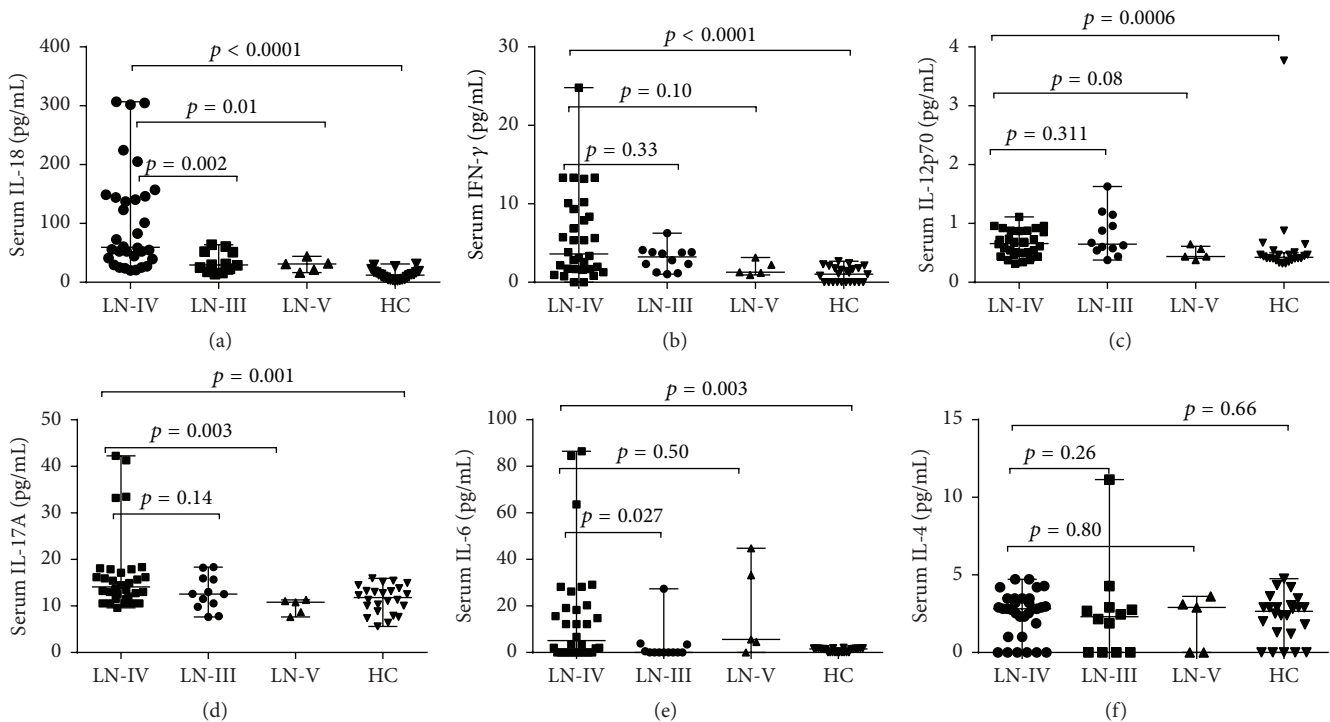 p < 0.0001
p = 0.01
p = 0.002
Serum IL-18 (pg/mL)
400
300
200
100
0
LN-IV LN-III LN-V HC
(a)
p < 0.0001
p = 0.10
p = 0.33
Serum IFN-γ (pg/mL)
30
20
10
0
LN-IV LN-III LN-V HC
(b)
p = 0.0006
p = 0.08
p = 0.311
Serum IL-12p70 (pg/mL)
4
3
2
1
0
LN-IV LN-III LN-V HC
(c)
p = 0.001
p = 0.003
p = 0.14
Serum IL-17A (pg/mL)
50
40
30
20
10
0
LN-IV LN-III LN-V HC
(d)
p = 0.003
p = 0.50
p = 0.027
Serum IL-6 (pg/mL)
100
80
60
40
20
0
LN-IV LN-III LN-V HC
(e)
p = 0.66
p = 0.26
p = 0.80
Serum IL-4 (pg/mL)
15
10
5
0
LN-IV LN-III LN-V HC
(f)